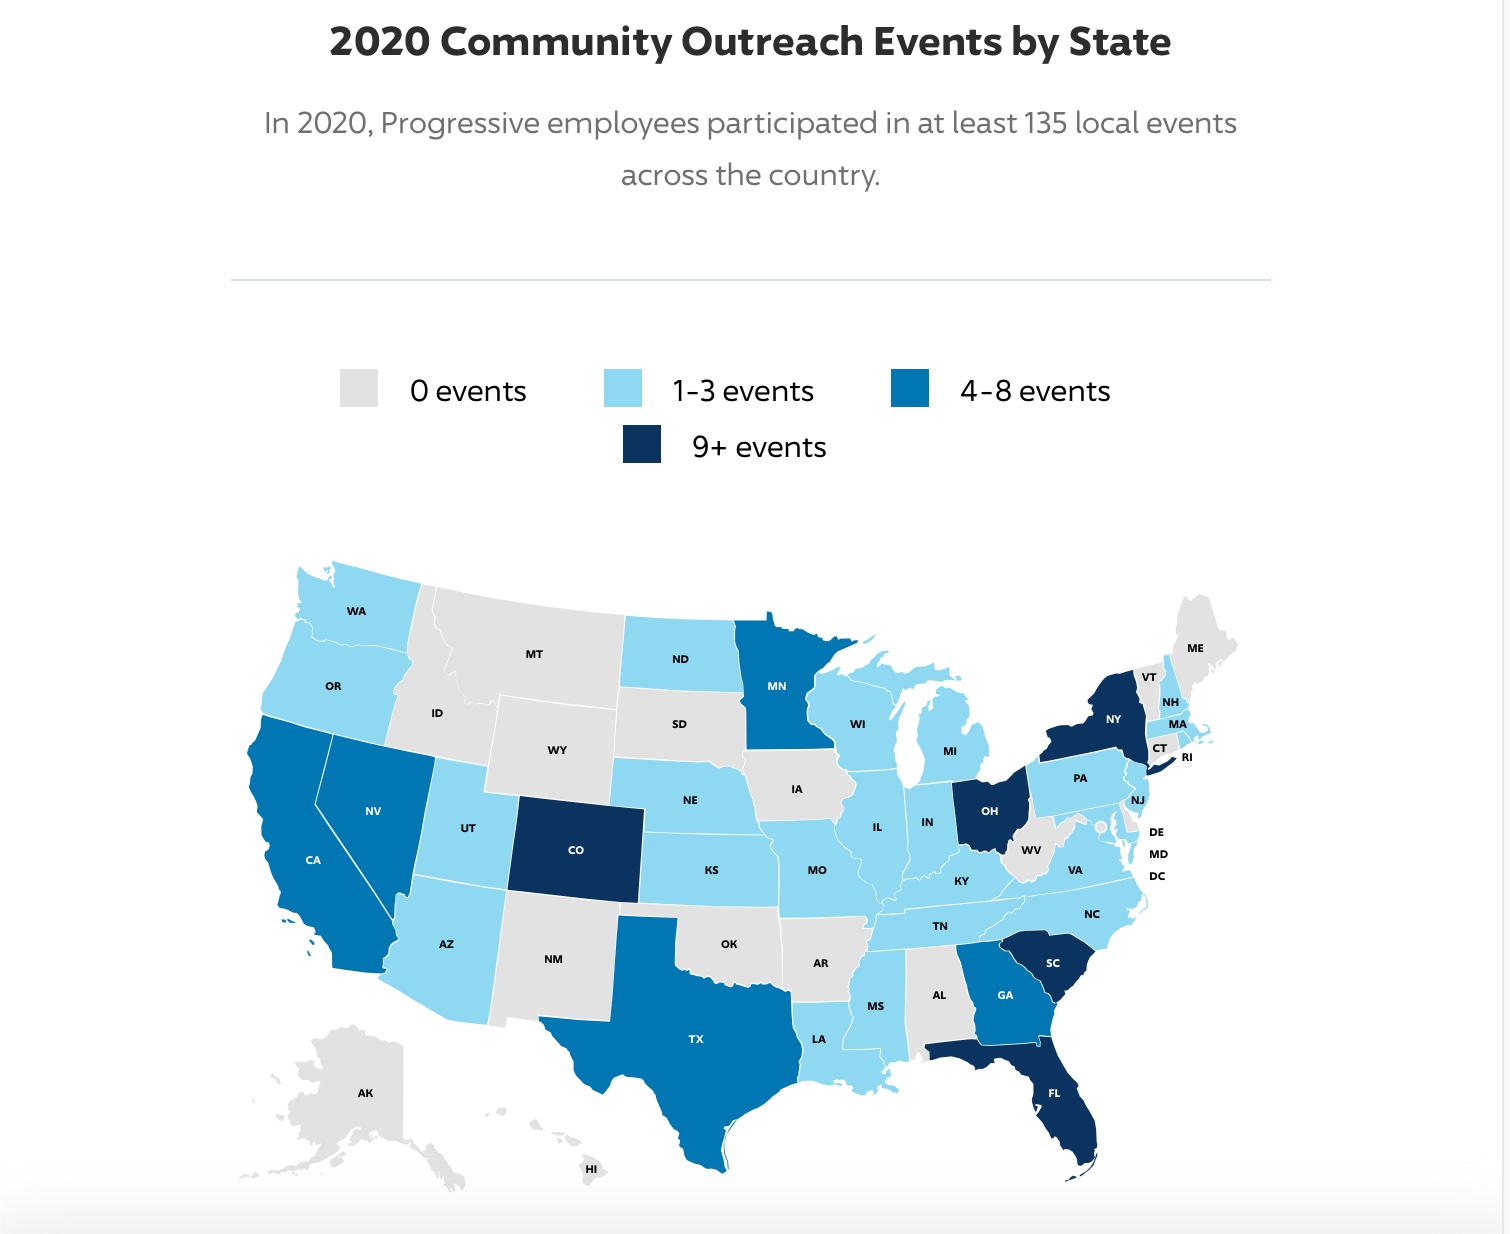 2020 Community Outreach Events by State
In 2020, Progressive employees participated in at least 135 local events
across the country.
0 events
1-3 events
4-8 events
9+ events
WA
MT
ND
MN
OR
ID
SD
WI
MI
NY
VT
ME
NH
MA
CT
RI
WY
IA
NE
PA
NJ
NV
UT
CO
IL
IN
OH
DE
MD
DC
CA
KS
MO
KY
WV
VA
AZ
NM
OK
AR
TN
NC
SC
MS
AL
GA
TX
LA
FL
AK
HI